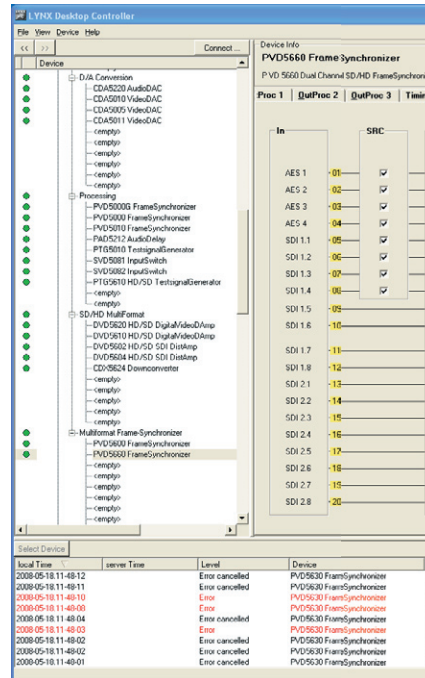 LYNX Desktop Controller
File View Device Help
<< >> Connect ...
Device
D/A Conversion
CDA5220 AudioDAC
CDA5010 VideoDAC
CDA5005 VideoDAC
CDA5011 VideoDAC
<empty>
<empty>
<empty>
<empty>
Processing
PVD5000G FrameSynchronizer
PVD5000 FrameSynchronizer
PVD5010 FrameSynchronizer
PAD5212 AudioDelay
PTG5010 TestsignalGenerator
SVD5081 InputSwitch
SVD5082 InputSwitch
PTG5610 HD/SD TestsignalGenerator
<empty>
<empty>
SD/HD MultiFormat
DVD5620 HD/SD DigitalVideoDAmp
DVD5610 HD/SD DigitalVideoDAmp
DVD5602 HD/SD SDI DistAmp
DVD5604 HD/SD SDI DistAmp
CDX5624 Downconverter
<empty>
<empty>
<empty>
<empty>
Multiformat Frame-Synchronizer
PVD5600 FrameSynchronizer
PVD5660 FrameSynchronizer
<empty>
<empty>
<empty>
<empty>
<empty>
<empty>
Device Info
PVD5660 Frame Synchronizer
PVD 5660 Dual Channel SD/HD FrameSynchron
Proc 1 OutProc 2 OutProc 3 Timin
In SRC
AES 1 01
AES 2 02
AES 3 03
AES 4 04
SDI 1.1 05
SDI 1.2 06
SDI 1.3 07
SDI 1.4 08
SDI 1.5 09
SDI 1.6 10
SDI 1.7 11
SDI 1.8 12
SDI 2.1 13
SDI 2.2 14
SDI 2.3 15
SDI 2.4 16
SDI 2.5 17
SDI 2.6 18
SDI 2.7 19
SDI 2.8 20
Select Device
local Time server Time Level Device
2008-05-18.11-48-12 Error cancelled PVD5630 FrameSynchronizer
2008-05-18.11-48-11 Error cancelled PVD5630 FrameSynchronizer
2008-05-18.11-48-10 Error PVD5630 FrameSynchronizer
2008-05-18.11-48-08 Error PVD5630 FrameSynchronizer
2008-05-18.11-48-04 Error cancelled PVD5630 FrameSynchronizer
2008-05-18.11-48-03 Error PVD5630 FrameSynchronizer
2008-05-18.11-48-02 Error cancelled PVD5630 FrameSynchronizer
2008-05-18.11-48-02 Error cancelled PVD5630 FrameSynchronizer
2008-05-18.11-48-01 Error cancelled PVD5630 FrameSynchronizer